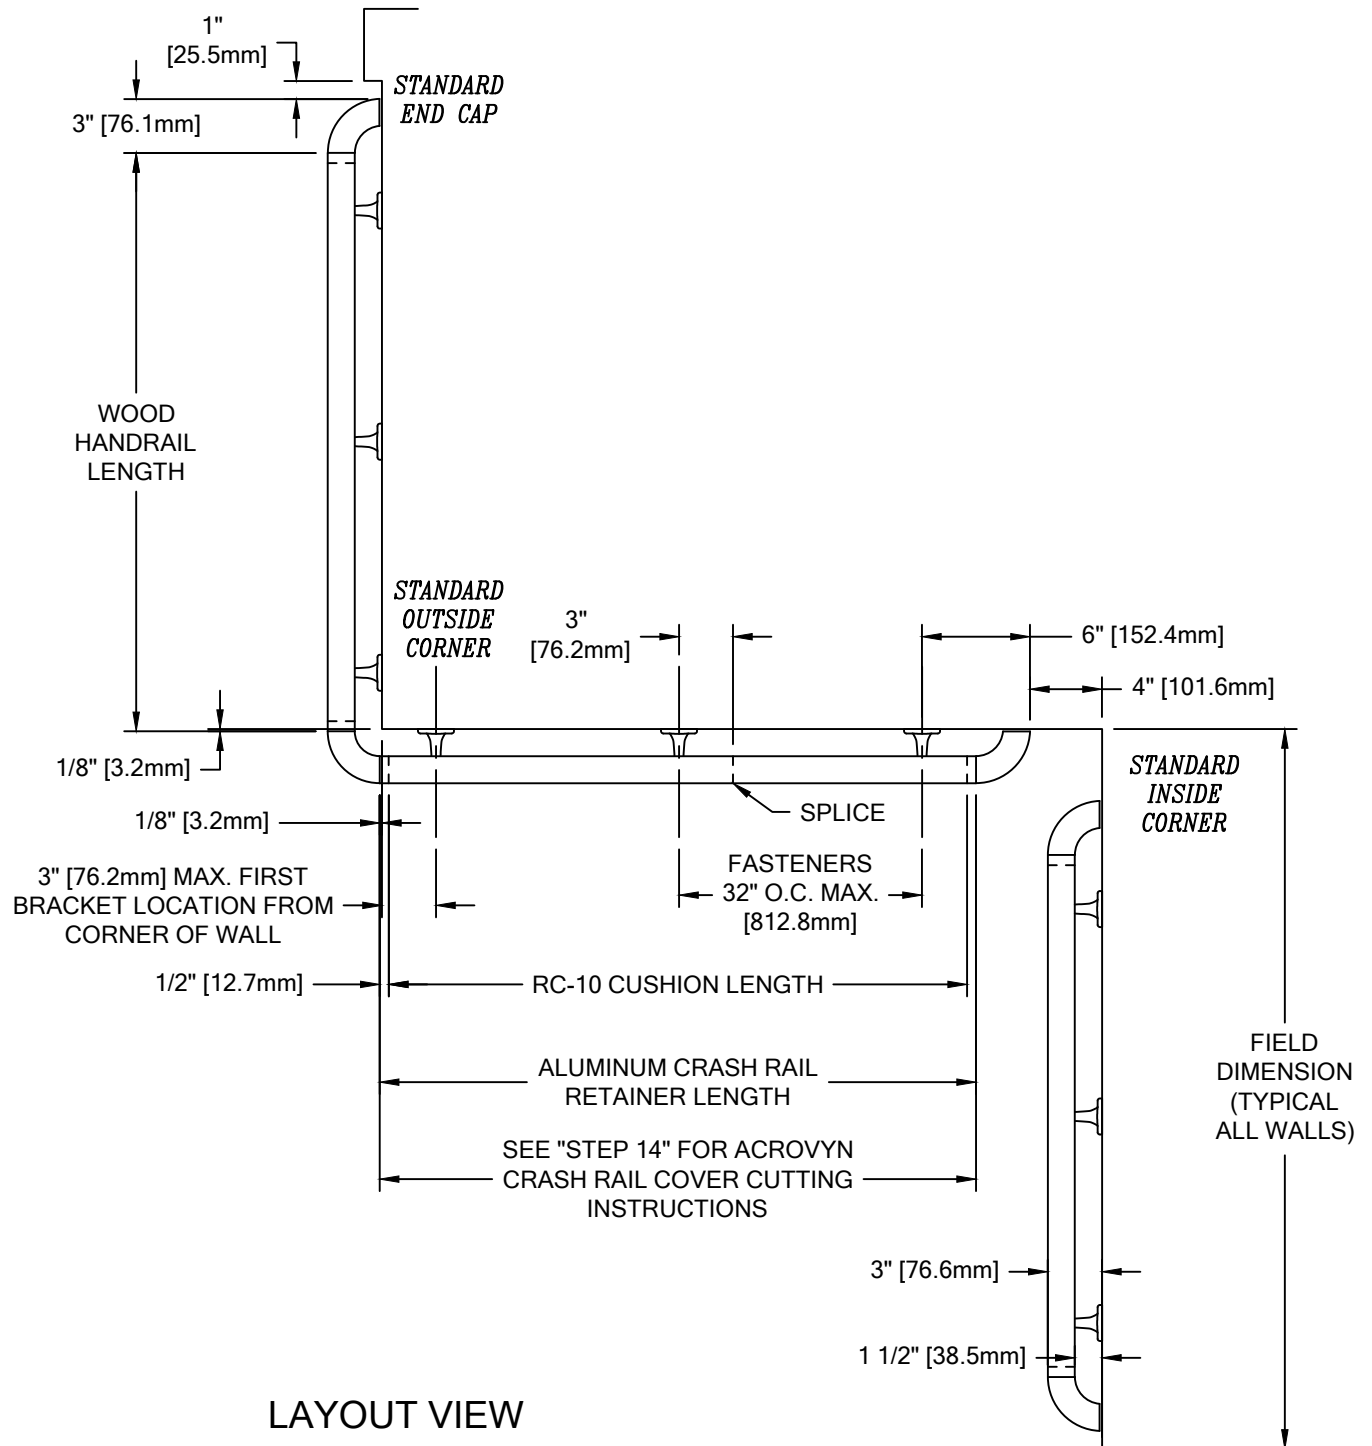 1"
[25.5mm]
STANDARD
END CAP
3" [76.1mm]
WOOD
HANDRAIL
LENGTH
STANDARD
OUTSIDE
CORNER
3"
[76.2mm]
6" [152.4mm]
4" [101.6mm]
1/8" [3.2mm]
STANDARD
INSIDE
CORNER
1/8" [3.2mm]
SPLICE
3" [76.2mm] MAX. FIRST
BRACKET LOCATION FROM
CORNER OF WALL
FASTENERS
32" O.C. MAX.
[812.8mm]
1/2" [12.7mm]
RC-10 CUSHION LENGTH
ALUMINUM CRASH RAIL
RETAINER LENGTH
FIELD
DIMENSION
(TYPICAL
ALL WALLS)
SEE "STEP 14" FOR ACROVYN
CRASH RAIL COVER CUTTING
INSTRUCTIONS
3" [76.6mm]
1 1/2" [38.5mm]
LAYOUT VIEW